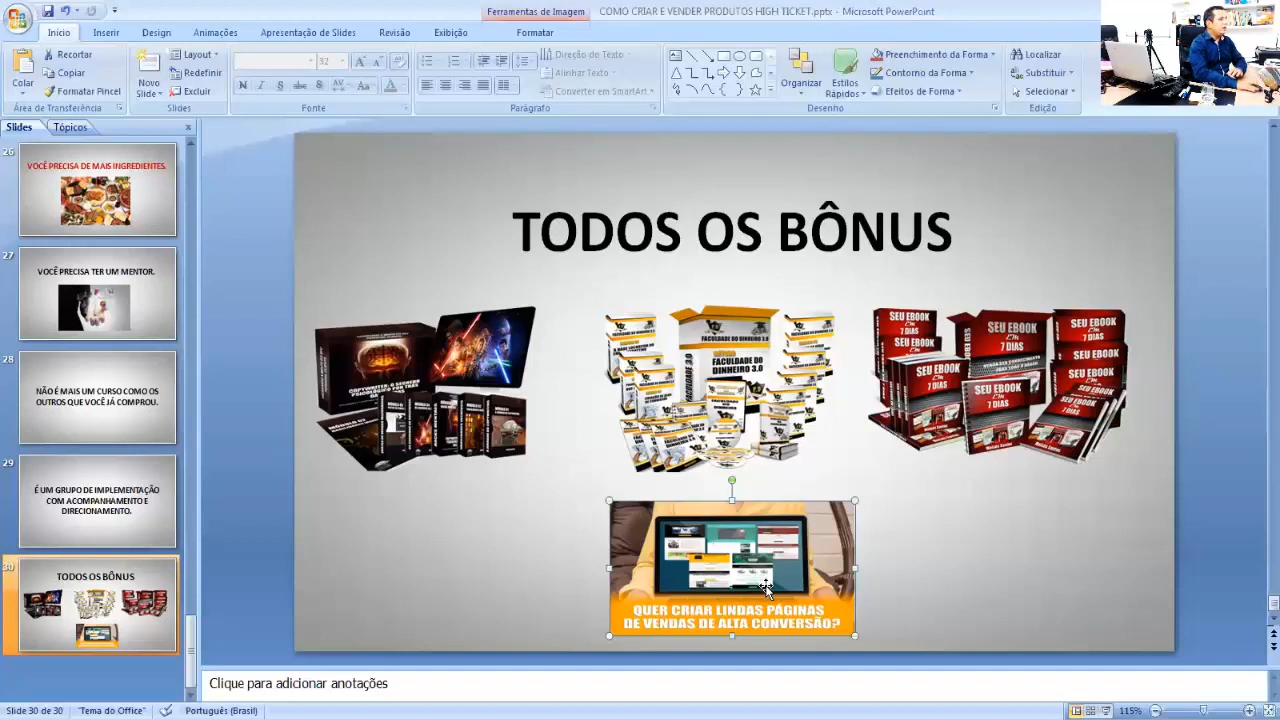 Ferramentas de Imagem
COMO CRIAR E VENDER PRODUTOS HIGH TICKET.pptx - Microsoft PowerPoint
Início
Inserir
Design
Animações
Apresentação de Slides
Revisão
Exibição
Formatar
Colar
Recortar
Copiar
Formatar Pincel
Área de Transferência
Novo
Slide
Layout
Redefinir
Excluir
Slides
32
Fonte
Direção do Texto
Alinhar Texto
Converter em SmartArt
Parágrafo
Organizar
Estilos
Rápidos
Preenchimento da Forma
Contorno da Forma
Efeitos de Forma
Desenho
Localizar
Substituir
Selecionar
Edição
Slides
Tópicos
26
VOCÊ PRECISA DE MAIS INGREDIENTES.
27
VOCÊ PRECISA TER UM MENTOR.
28
NÃO É MAIS UM CURSO COMO OS
OUTROS QUE VOCÊ JÁ COMPROU.
29
É UM GRUPO DE IMPLEMENTAÇÃO
COM ACOMPANHAMENTO E
DIRECIONAMENTO.
30
TODOS OS BÔNUS
TODOS OS BÔNUS
FACULDADE DO
DINHEIRO 3.0
SEU EBOOK
Em
7 DIAS
QUER CRIAR LINDAS PÁGINAS
DE VENDAS DE ALTA CONVERSÃO?
Clique para adicionar anotações
Slide 30 de 30
"Tema do Office"
Português (Brasil)
115%